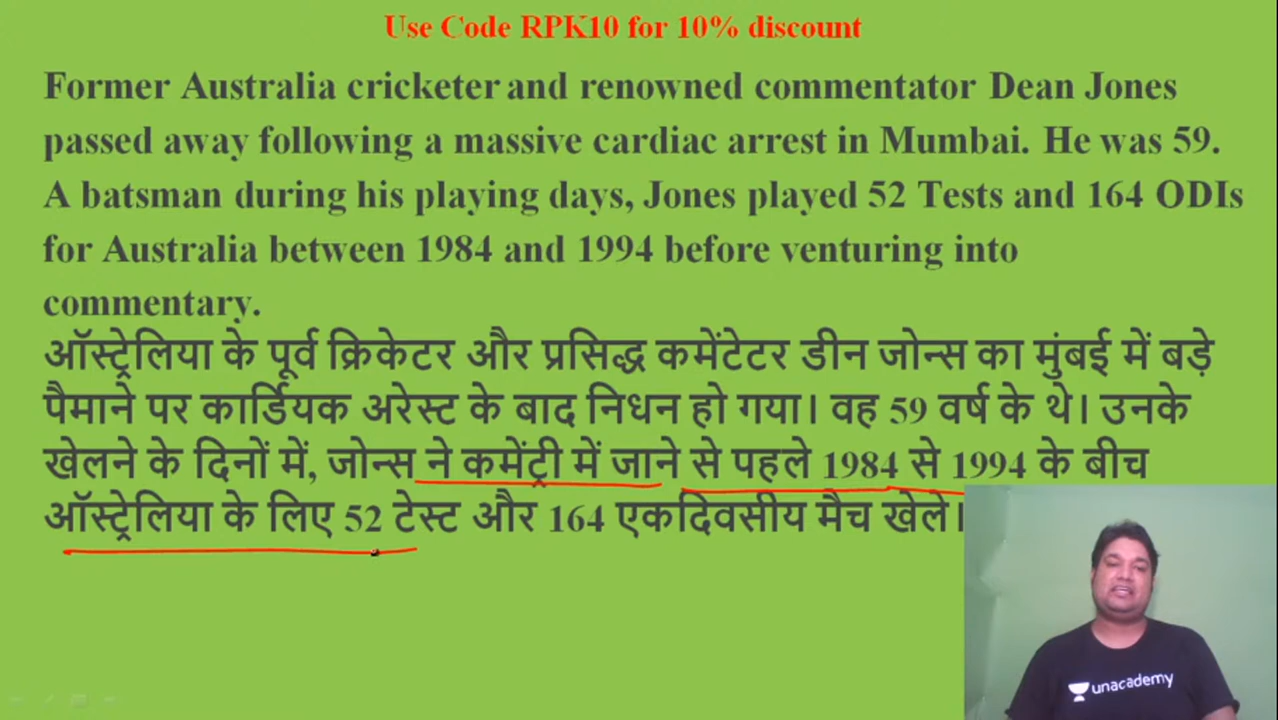 Use Code RPK10 for 10% discount
Former Australia cricketer and renowned commentator Dean Jones
passed away following a massive cardiac arrest in Mumbai. He was 59.
A batsman during his playing days, Jones played 52 Tests and 164 ODIs
for Australia between 1984 and 1994 before venturing into
commentary.
ऑस्ट्रेलिया के पूर्व क्रिकेटर और प्रसिद्ध कमेंटेटर डीन जोन्स का मुंबई में बड़े
पैमाने पर कार्डियक अरेस्ट के बाद निधन हो गया। वह 59 वर्ष के थे। उनके
खेलने के दिनों में, जोन्स ने कमेंट्री में जाने से पहले 1984 से 1994 के बीच
ऑस्ट्रेलिया के लिए 52 टेस्ट और 164 एकदिवसीय मैच खेले।
unacademy